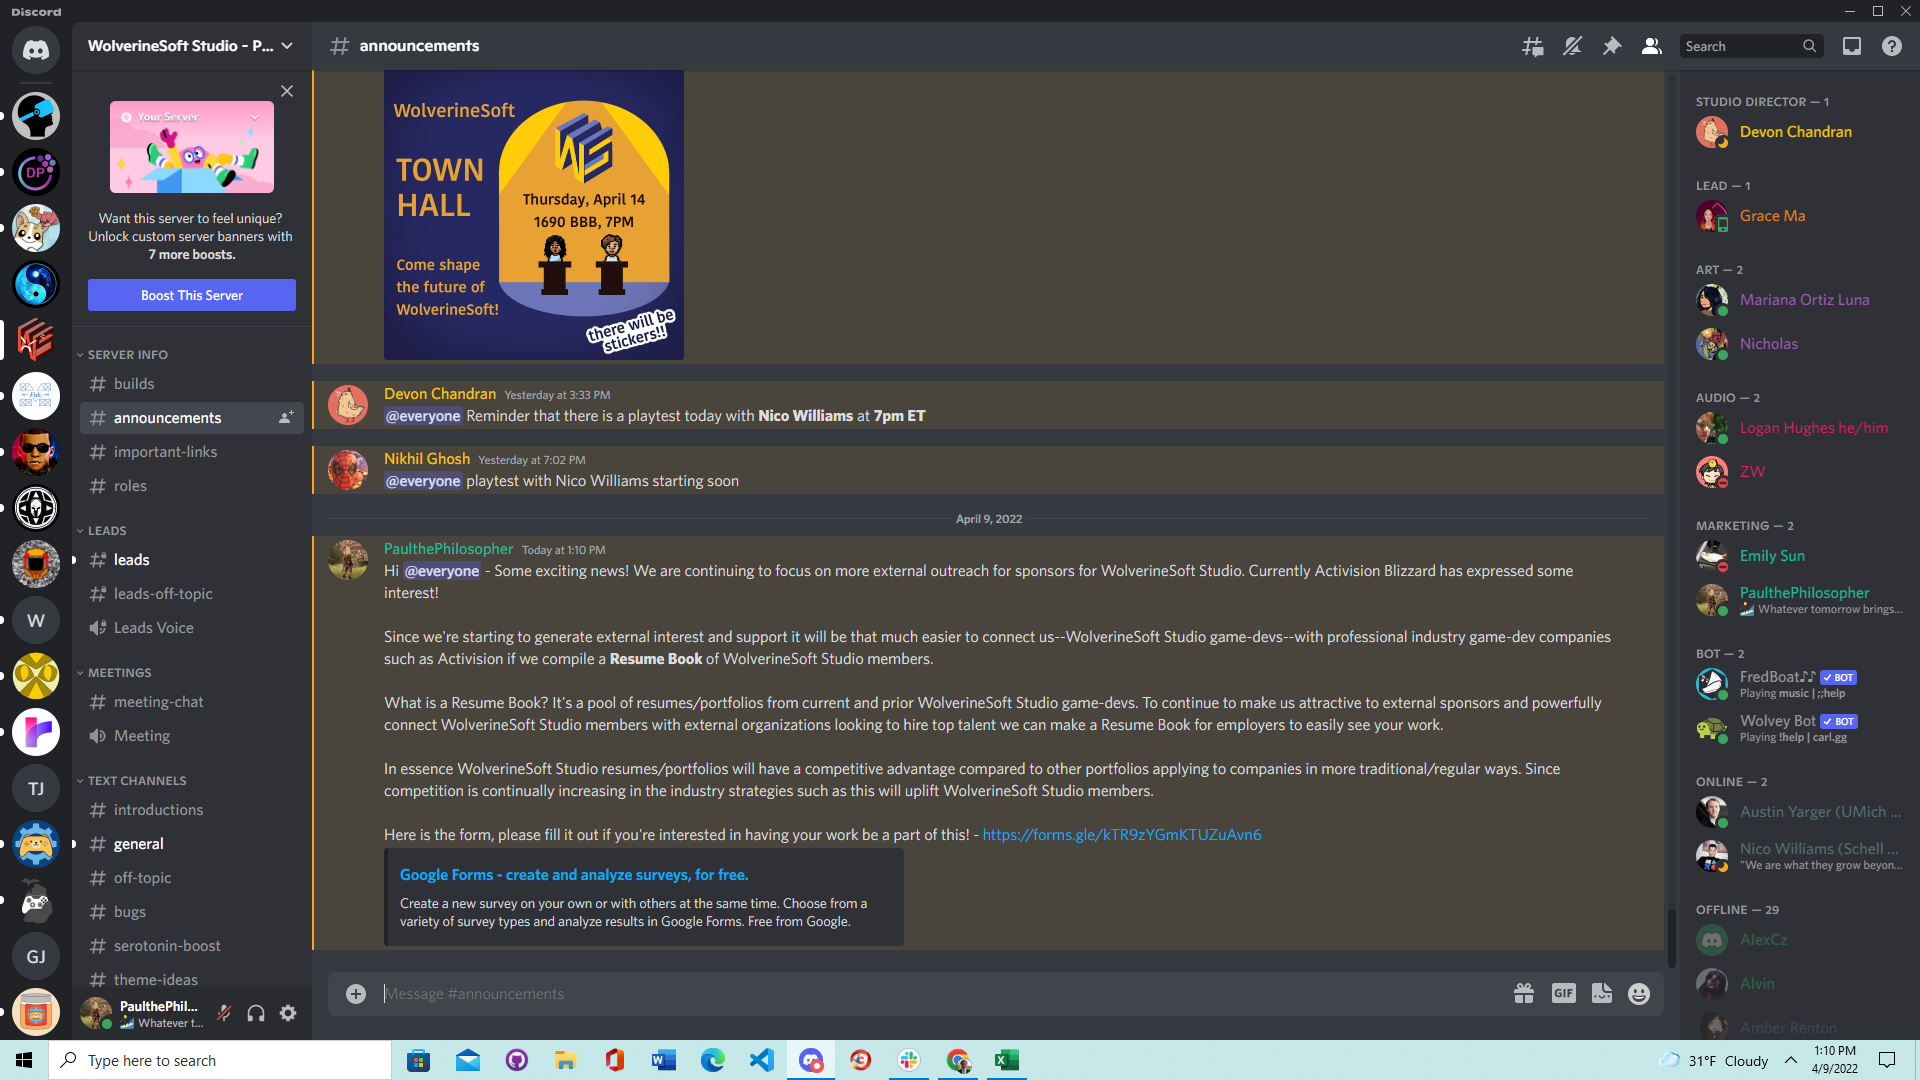 Discord
WolverineSoft Studio - P...
Your Server
Want this server to feel unique?
Unlock custom server banners with
7 more boosts.
Boost This Server
SERVER INFO
builds
announcements
important-links
roles
LEADS
leads
leads-off-topic
Leads Voice
MEETINGS
meeting-chat
Meeting
TEXT CHANNELS
introductions
general
off-topic
bugs
serotonin-boost
theme-ideas
DP
W
TJ
GJ
PaulthePhil...
Whatever t...
announcements
Search
WolverineSoft
TOWN
HALL
Come shape
the future of
WolverineSoft!
WS
Thursday, April 14
1690 BBB, 7PM
there will be
stickers!!
Devon Chandran Yesterday at 3:33 PM
@everyone Reminder that there is a playtest today with Nico Williams at 7pm ET
Nikhil Ghosh Yesterday at 7:02 PM
@everyone playtest with Nico Williams starting soon
April 9, 2022
PaulthePhilosopher Today at 1:10 PM
Hi @everyone - Some exciting news! We are continuing to focus on more external outreach for sponsors for WolverineSoft Studio. Currently Activision Blizzard has expressed some
interest!
Since we're starting to generate external interest and support it will be that much easier to connect us--WolverineSoft Studio game-devs--with professional industry game-dev companies
such as Activision if we compile a Resume Book of WolverineSoft Studio members.
What is a Resume Book? It's a pool of resumes/portfolios from current and prior WolverineSoft Studio game-devs. To continue to make us attractive to external sponsors and powerfully
connect WolverineSoft Studio members with external organizations looking to hire top talent we can make a Resume Book for employers to easily see your work.
In essence WolverineSoft Studio resumes/portfolios will have a competitive advantage compared to other portfolios applying to companies in more traditional/regular ways. Since
competition is continually increasing in the industry strategies such as this will uplift WolverineSoft Studio members.
Here is the form, please fill it out if you're interested in having your work be a part of this! - https://forms.gle/kTR9zYGmKTUZuAvn6
Google Forms - create and analyze surveys, for free.
Create a new survey on your own or with others at the same time. Choose from a
variety of survey types and analyze results in Google Forms. Free from Google.
Message #announcements
GIF
STUDIO DIRECTOR — 1
Devon Chandran
LEAD — 1
Grace Ma
ART — 2
Mariana Ortiz Luna
Nicholas
AUDIO — 2
Logan Hughes he/him
ZW
MARKETING — 2
Emily Sun
PaulthePhilosopher
Whatever tomorrow brings...
BOT — 2
FredBoat♪♪ BOT
Playing music | ;;help
Wolvey Bot BOT
Playing !help | carl.gg
ONLINE — 2
Austin Yarger (UMich ...
Nico Williams (Schell ...
"We are what they grow beyon...
OFFLINE — 29
AlexCz
Alvin
Amber Renton
Type here to search
31°F Cloudy
1:10 PM
4/9/2022